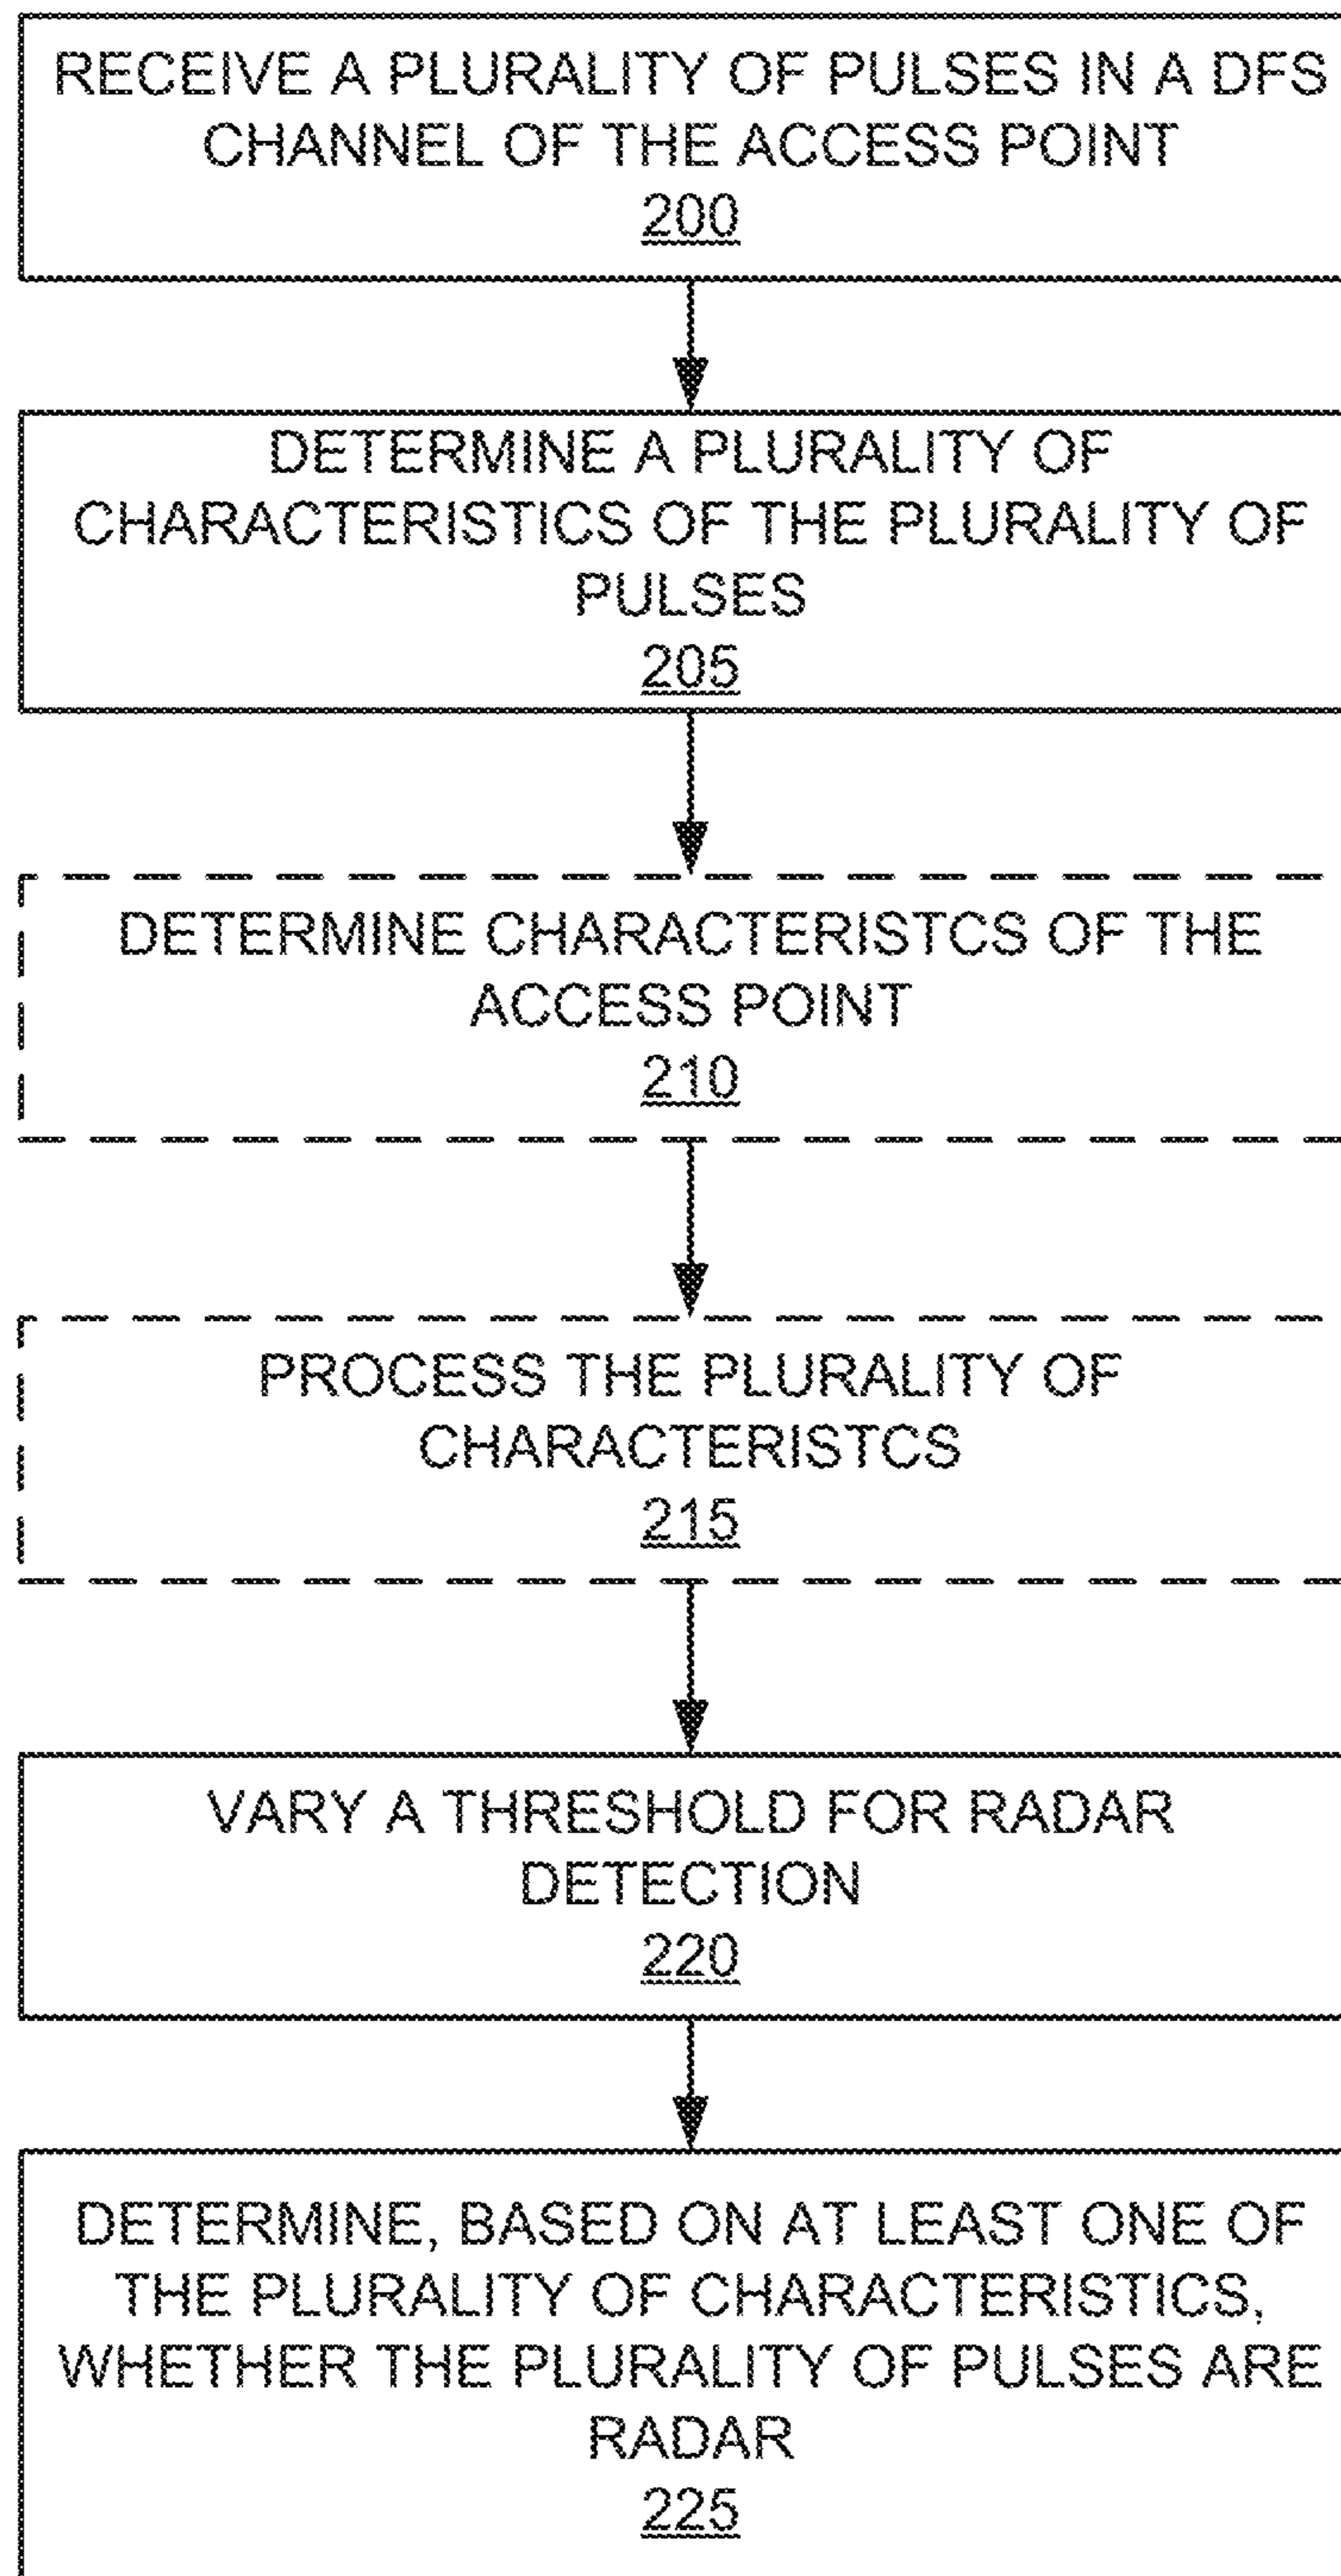 RECEIVE A PLURALITY OF PULSES IN A DFS
CHANNEL OF THE ACCESS POINT
200
DETERMINE A PLURALITY OF
CHARACTERISTICS OF THE PLURALITY OF
PULSES
205
DETERMINE CHARACTERISTCS OF THE
ACCESS POINT
210
PROCESS THE PLURALITY OF
CHARACTERISTCS
215
VARY A THRESHOLD FOR RADAR
DETECTION
220
DETERMINE, BASED ON AT LEAST ONE OF
THE PLURALITY OF CHARACTERISTICS,
WHETHER THE PLURALITY OF PULSES ARE
RADAR
225